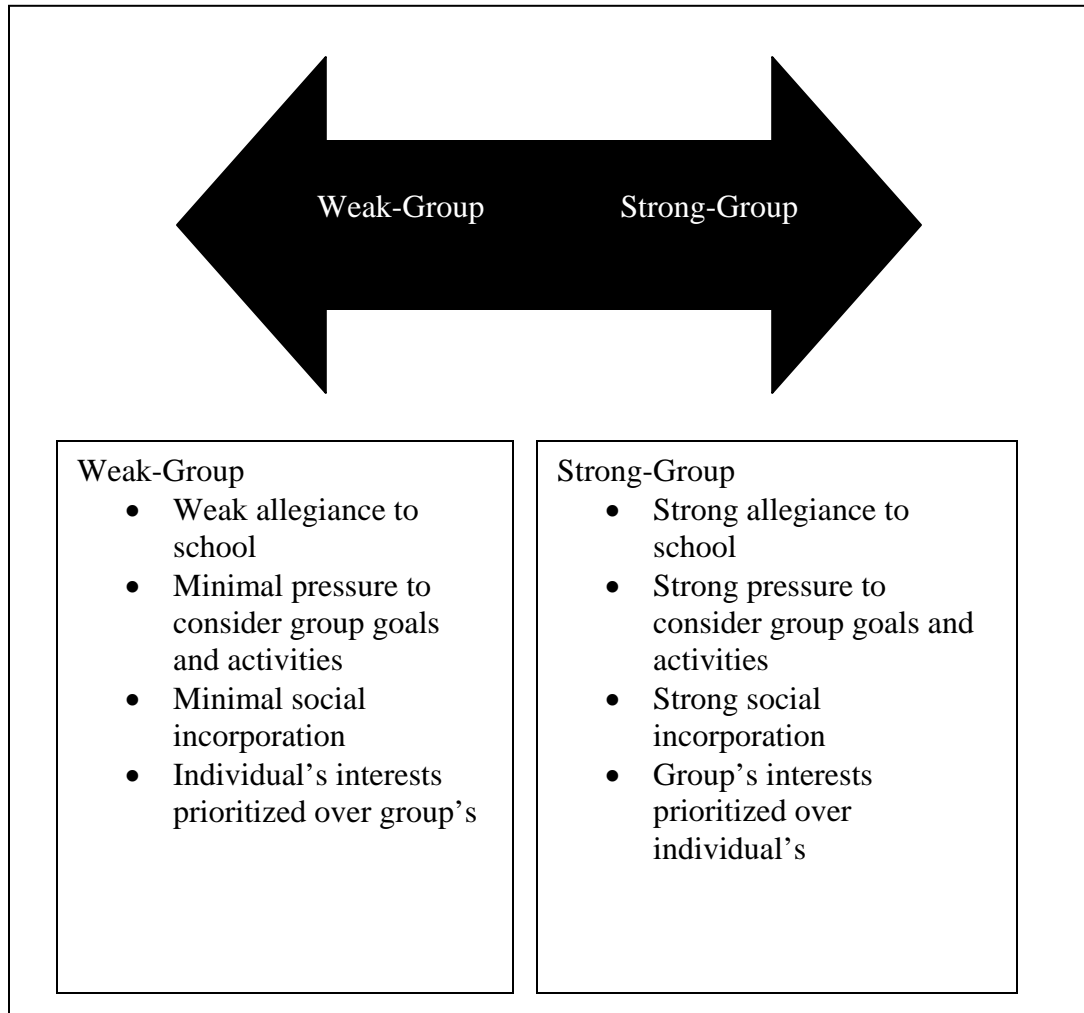 Weak-Group Strong-Group
Weak-Group
• Weak allegiance to
school
• Minimal pressure to
consider group goals
and activities
• Minimal social
incorporation
• Individual’s interests
prioritized over group’s
Strong-Group
• Strong allegiance to
school
• Strong pressure to
consider group goals and
activities
• Strong social
incorporation
• Group’s interests
prioritized over
individual’s